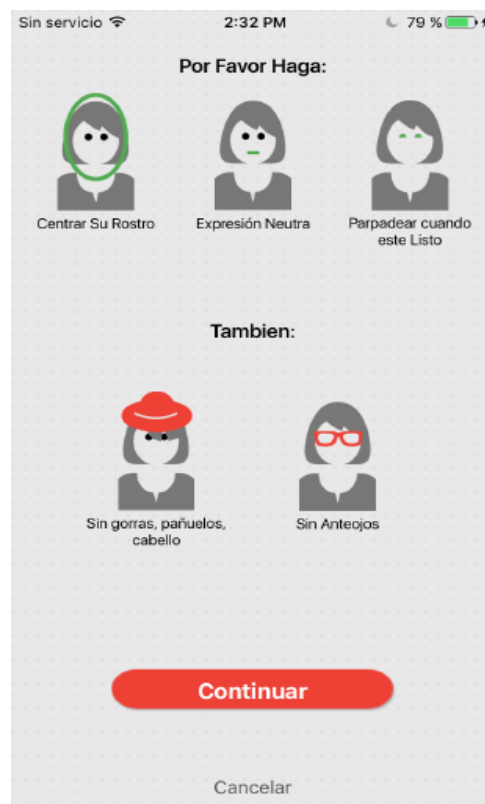 Sin servicio 2:32 PM 79 %
Por Favor Haga:
Centrar Su Rostro Expresión Neutra Parpadear cuando
este Listo
Tambien:
Sin gorras, pañuelos,
cabello
Sin Anteojos
Continuar
Cancelar